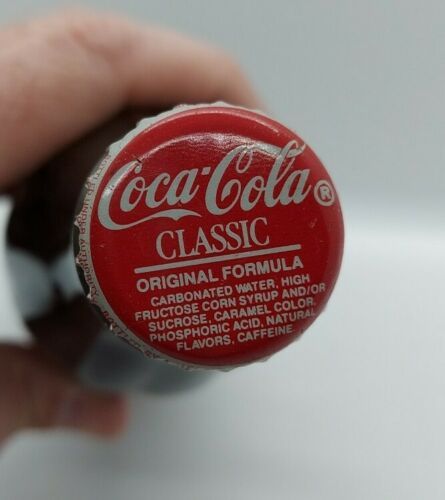 Coca-Cola ®
CLASSIC
ORIGINAL FORMULA
CARBONATED WATER, HIGH
FRUCTOSE CORN SYRUP AND/OR
SUCROSE, CARAMEL COLOR,
PHOSPHORIC ACID, NATURAL
FLAVORS, CAFFEINE.